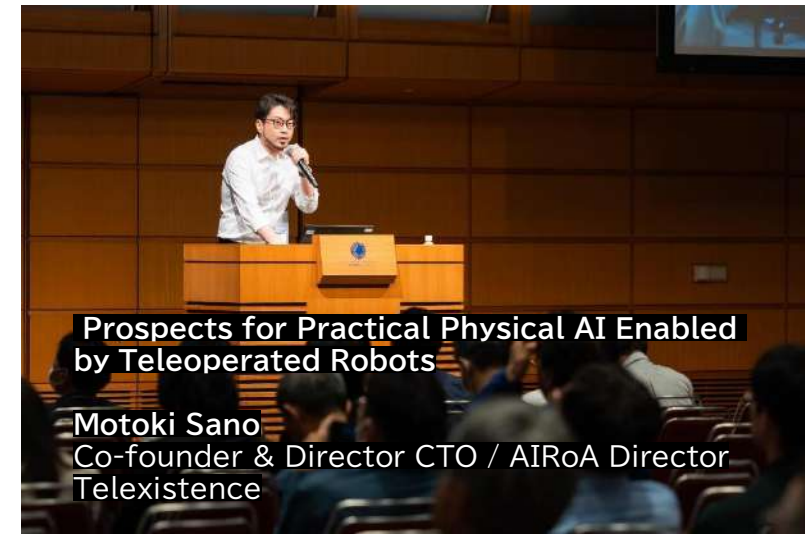 Prospects for Practical Physical AI Enabled
by Teleoperated Robots
Motoki Sano
Co-founder & Director CTO / AIRoA Director
Telexistence